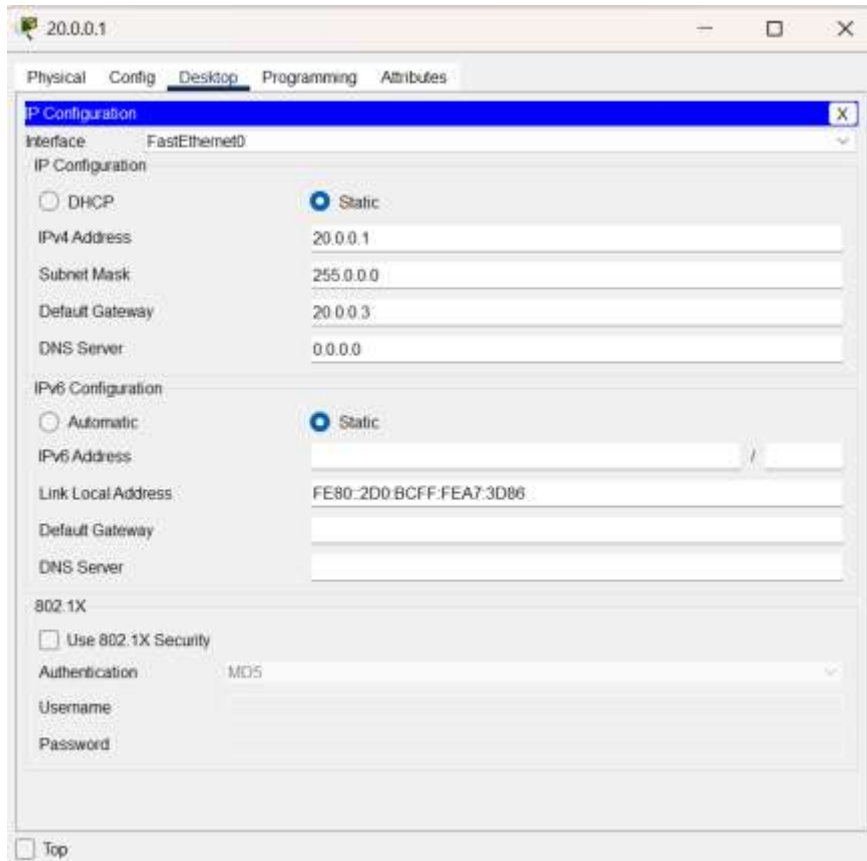 20.0.0.1
Physical Config Desktop Programming Attributes
IP Configuration X
Interface FastEthernet0
IP Configuration
DHCP Static
IPv4 Address 20.0.0.1
Subnet Mask 255.0.0.0
Default Gateway 20.0.0.3
DNS Server 0.0.0.0
IPv6 Configuration
Automatic Static
IPv6 Address /
Link Local Address FE80::2D0:BCFF:FEA7:3D86
Default Gateway
DNS Server
802.1X
Use 802.1X Security
Authentication MD5
Username
Password
Top